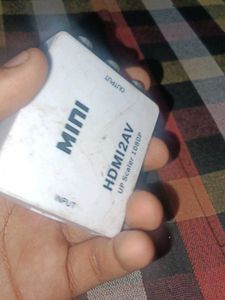 MINI
HDMI2AV
UP Scaler 1080P
INPUT
OUTPUT